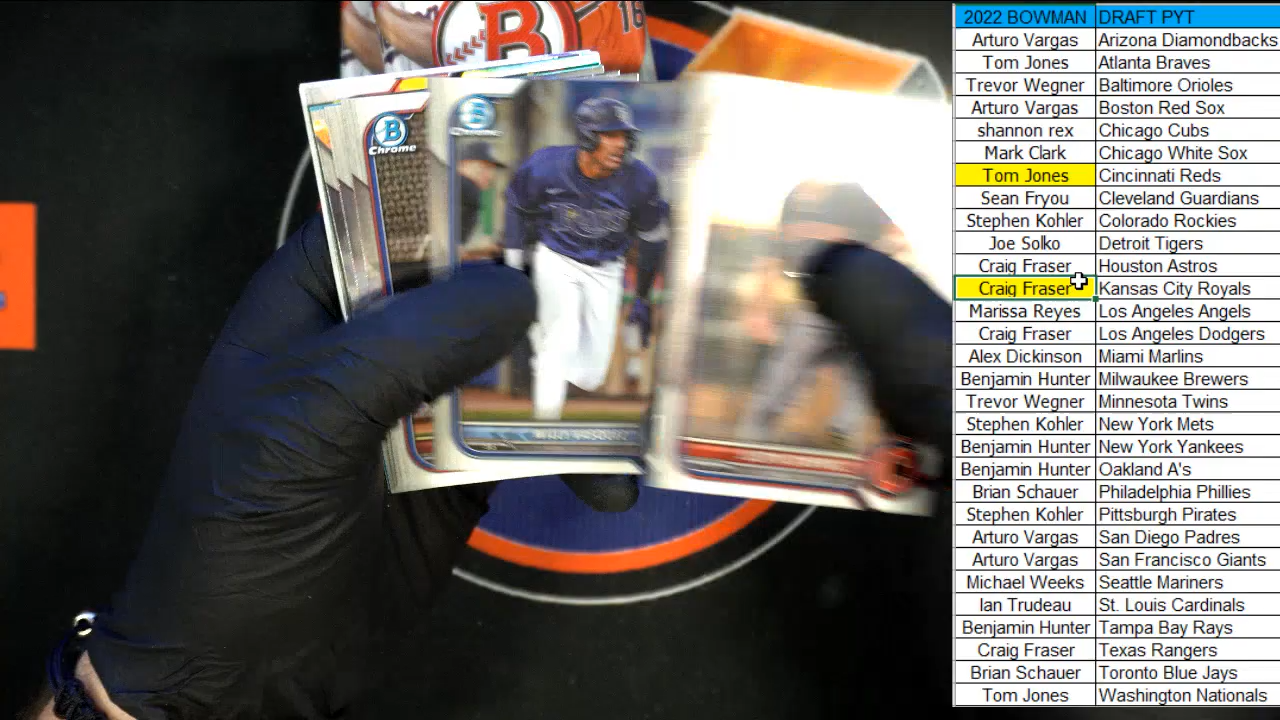 16
B
B
Chrome
B
2022 BOWMAN DRAFT PYT
Arturo Vargas Arizona Diamondbacks
Tom Jones Atlanta Braves
Trevor Wegner Baltimore Orioles
Arturo Vargas Boston Red Sox
shannon rex Chicago Cubs
Mark Clark Chicago White Sox
Tom Jones Cincinnati Reds
Sean Fryou Cleveland Guardians
Stephen Kohler Colorado Rockies
Joe Solko Detroit Tigers
Craig Fraser Houston Astros
Craig Fraser Kansas City Royals
Marissa Reyes Los Angeles Angels
Craig Fraser Los Angeles Dodgers
Alex Dickinson Miami Marlins
Benjamin Hunter Milwaukee Brewers
Trevor Wegner Minnesota Twins
Stephen Kohler New York Mets
Benjamin Hunter New York Yankees
Benjamin Hunter Oakland A's
Brian Schauer Philadelphia Phillies
Stephen Kohler Pittsburgh Pirates
Arturo Vargas San Diego Padres
Arturo Vargas San Francisco Giants
Michael Weeks Seattle Mariners
Ian Trudeau St. Louis Cardinals
Benjamin Hunter Tampa Bay Rays
Craig Fraser Texas Rangers
Brian Schauer Toronto Blue Jays
Tom Jones Washington Nationals